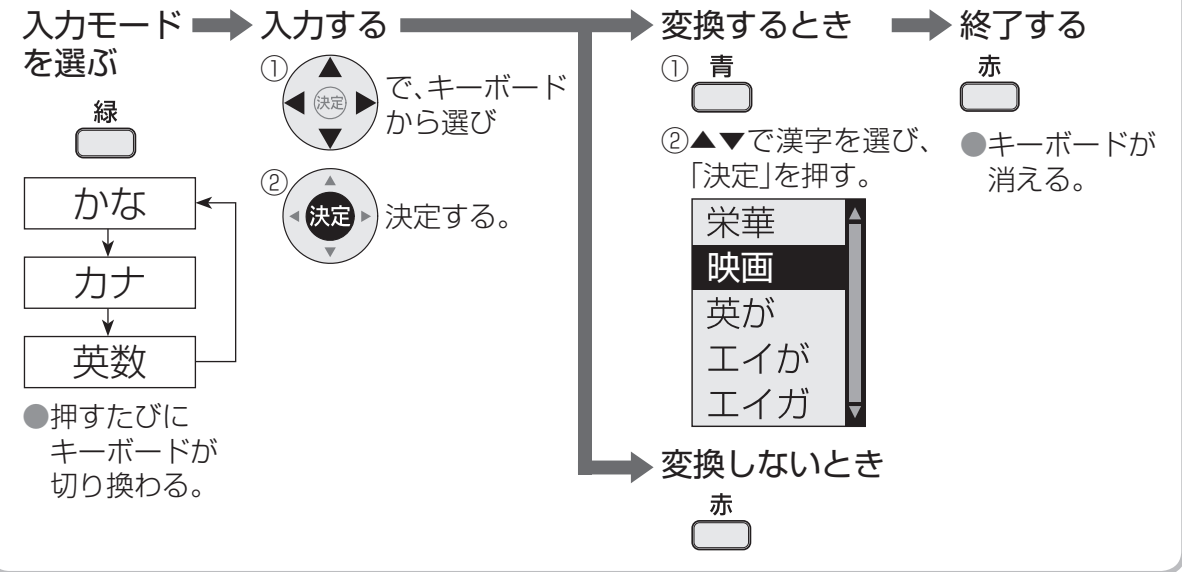 入力モード
を選ぶ
緑
かな
カナ
英数
●押すたびに
キーボードが
切り換わる。
入力する
①
決定
で、キーボード
から選び
②
決定
決定する。
変換するとき
①
青
②▲▼で漢字を選び、
「決定」を押す。
栄華
映画
英が
エイが
エイガ
変換しないとき
赤
終了する
赤
●キーボードが
消える。